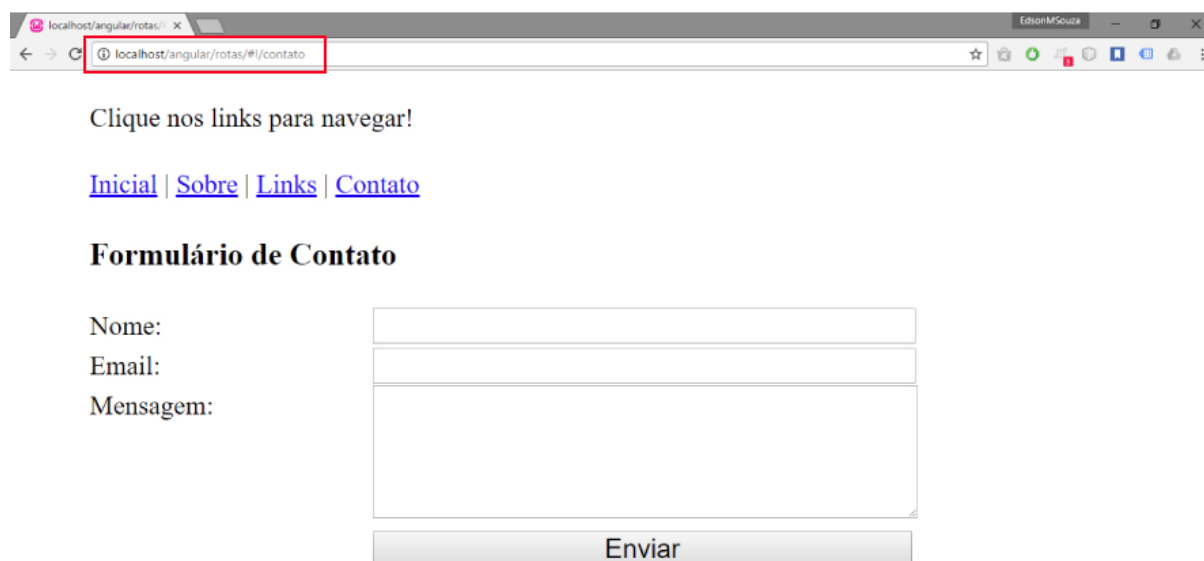 localhost/angular/rotas/
EdsonMSouza
localhost/angular/rotas/#!/contato
Clique nos links para navegar!
Inicial | Sobre | Links | Contato
Formulário de Contato
Nome:
Email:
Mensagem:
Enviar